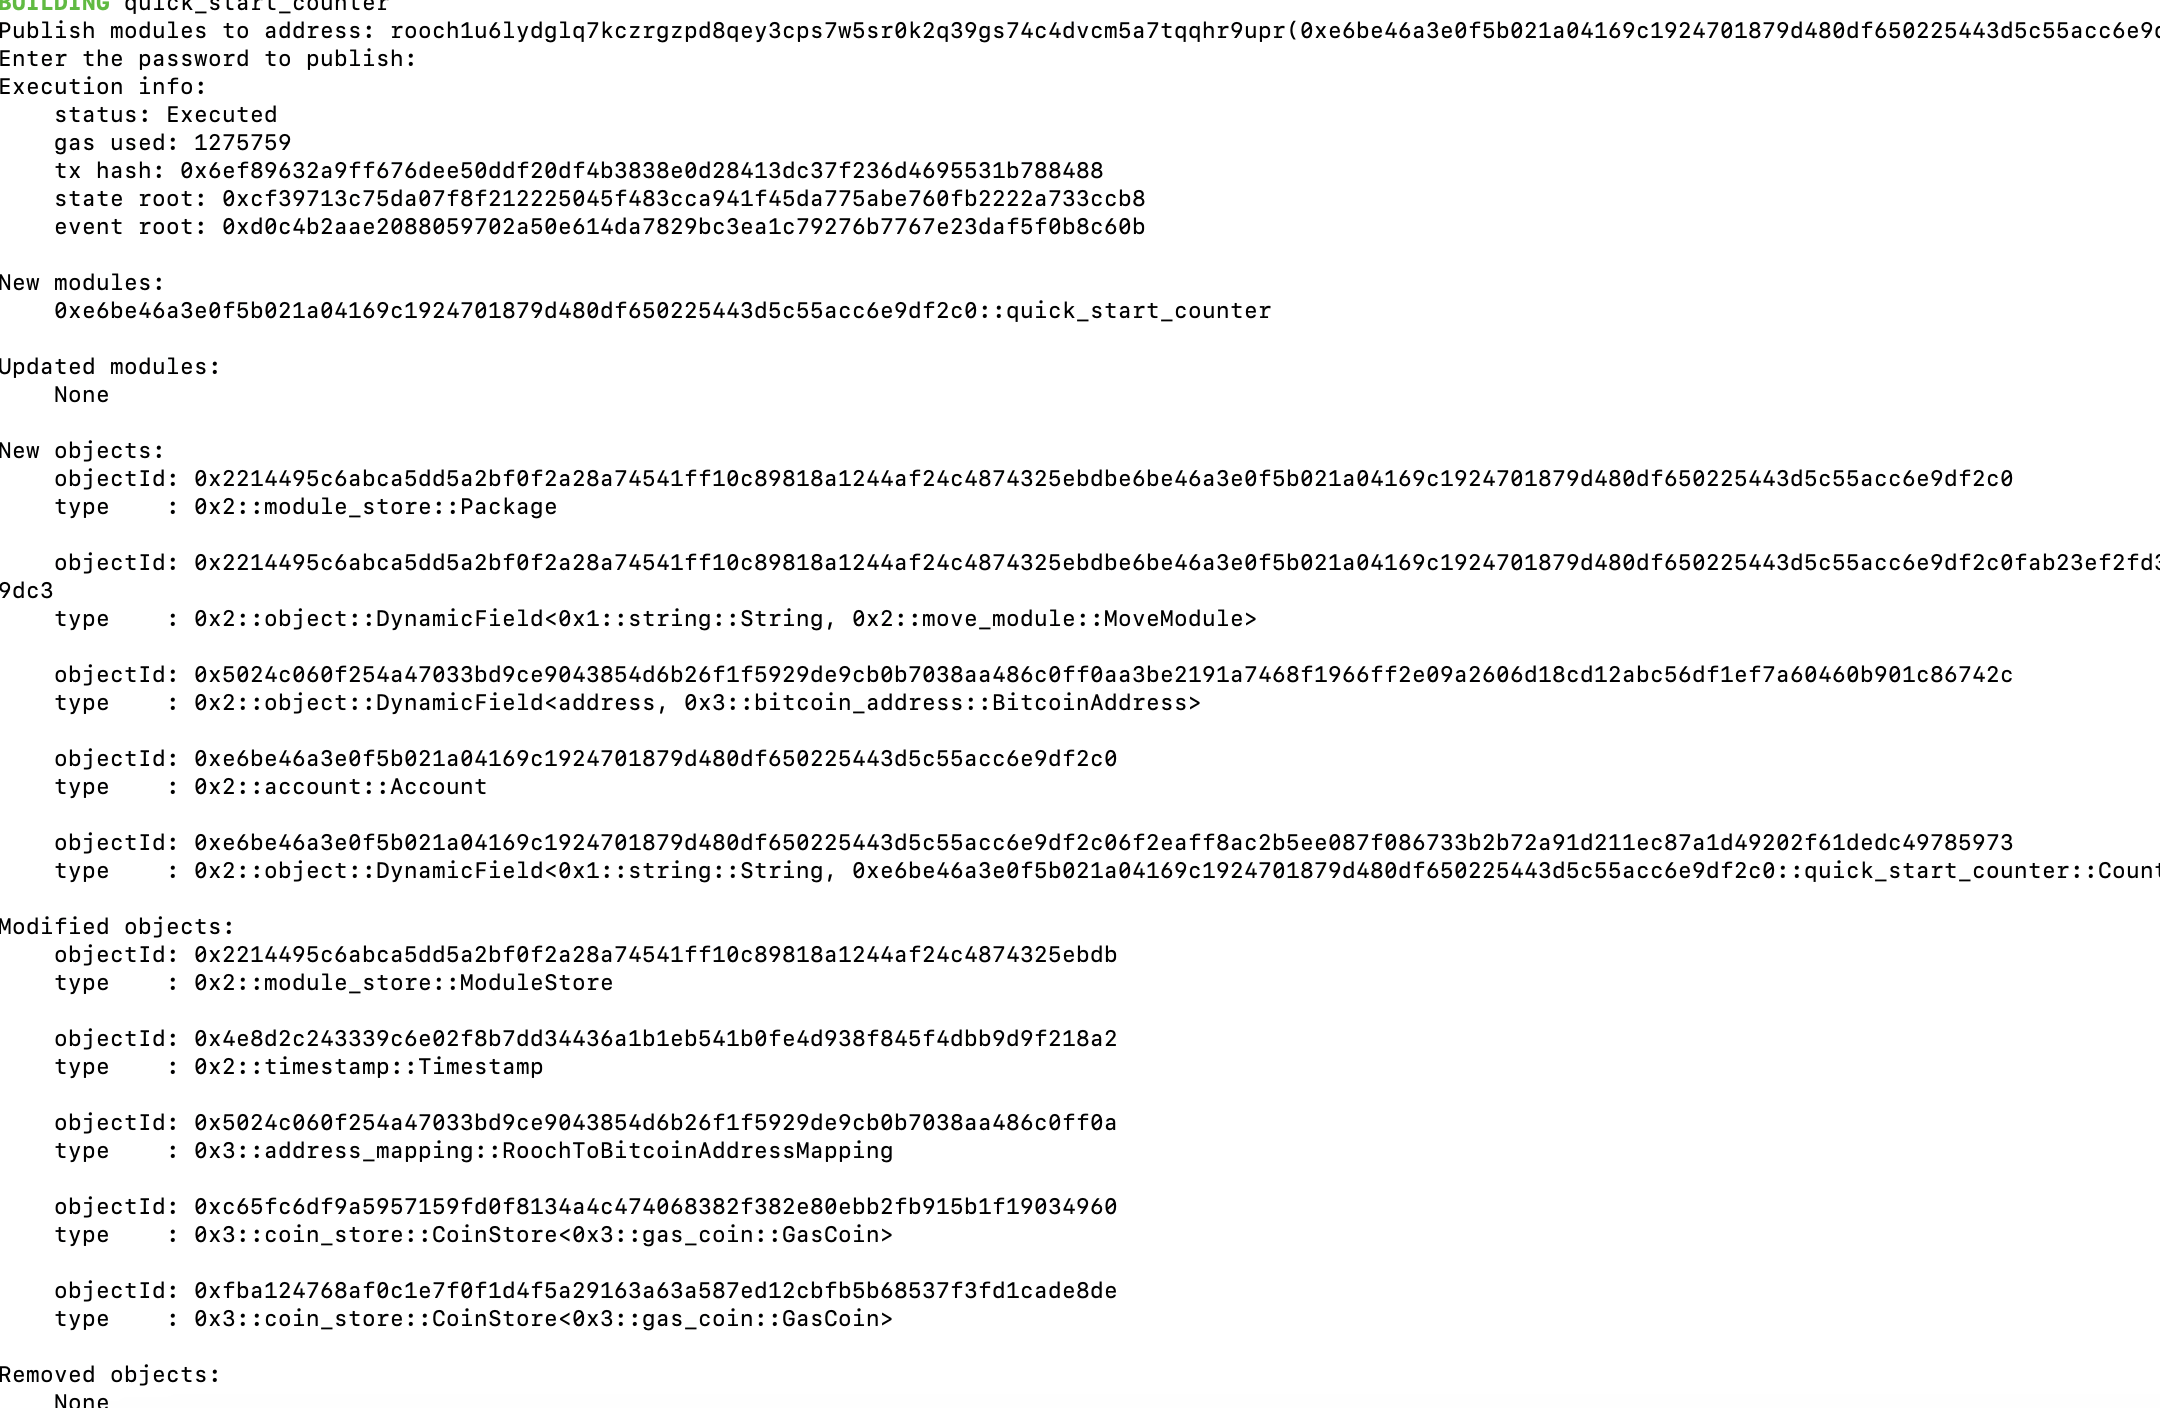 BUILDING quick_start_counter
Publish modules to address: rooch1u6lydglq7kczrgzpd8qey3cps7w5sr0k2q39gs74c4dvcm5a7tqqhr9upr(0xe6be46a3e0f5b021a04169c1924701879d480df650225443d5c55acc6e9
Enter the password to publish:
Execution info:
    status: Executed
    gas used: 1275759
    tx hash: 0x6ef89632a9ff676dee50ddf20df4b3838e0d28413dc37f236d4695531b788488
    state root: 0xcf39713c75da07f8f212225045f483cca941f45da775abe760fb2222a733ccb8
    event root: 0xd0c4b2aae2088059702a50e614da7829bc3ea1c79276b7767e23daf5f0b8c60b
New modules:
    0xe6be46a3e0f5b021a04169c1924701879d480df650225443d5c55acc6e9df2c0::quick_start_counter
Updated modules:
    None
New objects:
    objectId: 0x2214495c6abca5dd5a2bf0f2a28a74541ff10c89818a1244af24c4874325ebdbe6be46a3e0f5b021a04169c1924701879d480df650225443d5c55acc6e9df2c0
    type    : 0x2::module_store::Package
    objectId: 0x2214495c6abca5dd5a2bf0f2a28a74541ff10c89818a1244af24c4874325ebdbe6be46a3e0f5b021a04169c1924701879d480df650225443d5c55acc6e9df2c0fab23ef2fd3
9dc3
    type    : 0x2::object::DynamicField<0x1::string::String, 0x2::move_module::MoveModule>
    objectId: 0x5024c060f254a47033bd9ce9043854d6b26f1f5929de9cb0b7038aa486c0ff0aa3be2191a7468f1966ff2e09a2606d18cd12abc56df1ef7a60460b901c86742c
    type    : 0x2::object::DynamicField<address, 0x3::bitcoin_address::BitcoinAddress>
    objectId: 0xe6be46a3e0f5b021a04169c1924701879d480df650225443d5c55acc6e9df2c0
    type    : 0x2::account::Account
    objectId: 0xe6be46a3e0f5b021a04169c1924701879d480df650225443d5c55acc6e9df2c06f2eaff8ac2b5ee087f086733b2b72a91d211ec87a1d49202f61dedc49785973
    type    : 0x2::object::DynamicField<0x1::string::String, 0xe6be46a3e0f5b021a04169c1924701879d480df650225443d5c55acc6e9df2c0::quick_start_counter::Count
Modified objects:
    objectId: 0x2214495c6abca5dd5a2bf0f2a28a74541ff10c89818a1244af24c4874325ebdb
    type    : 0x2::module_store::ModuleStore
    objectId: 0x4e8d2c243339c6e02f8b7dd34436a1b1eb541b0fe4d938f845f4dbb9d9f218a2
    type    : 0x2::timestamp::Timestamp
    objectId: 0x5024c060f254a47033bd9ce9043854d6b26f1f5929de9cb0b7038aa486c0ff0a
    type    : 0x3::address_mapping::RoochToBitcoinAddressMapping
    objectId: 0xc65fc6df9a5957159fd0f8134a4c474068382f382e80ebb2fb915b1f19034960
    type    : 0x3::coin_store::CoinStore<0x3::gas_coin::GasCoin>
    objectId: 0xfba124768af0c1e7f0f1d4f5a29163a63a587ed12cbfb5b68537f3fd1cade8de
    type    : 0x3::coin_store::CoinStore<0x3::gas_coin::GasCoin>
Removed objects:
    None